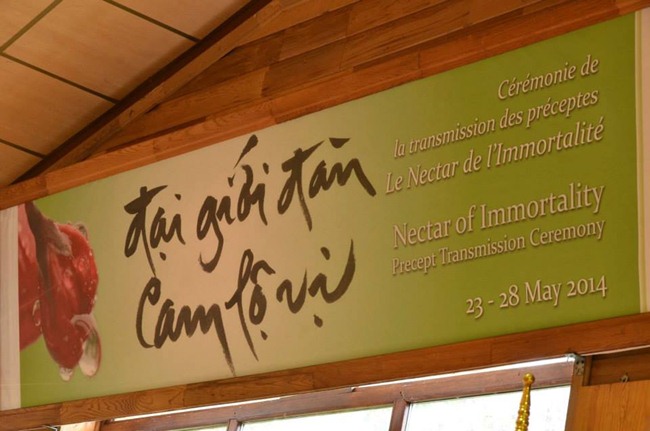 đại giới đàn
Cam lộ vị
Cérémonie de
la transmission des préceptes
Le Nectar de l'Immortalité
Nectar of Immortality
Precept Transmission Ceremony
23 - 28 May 2014